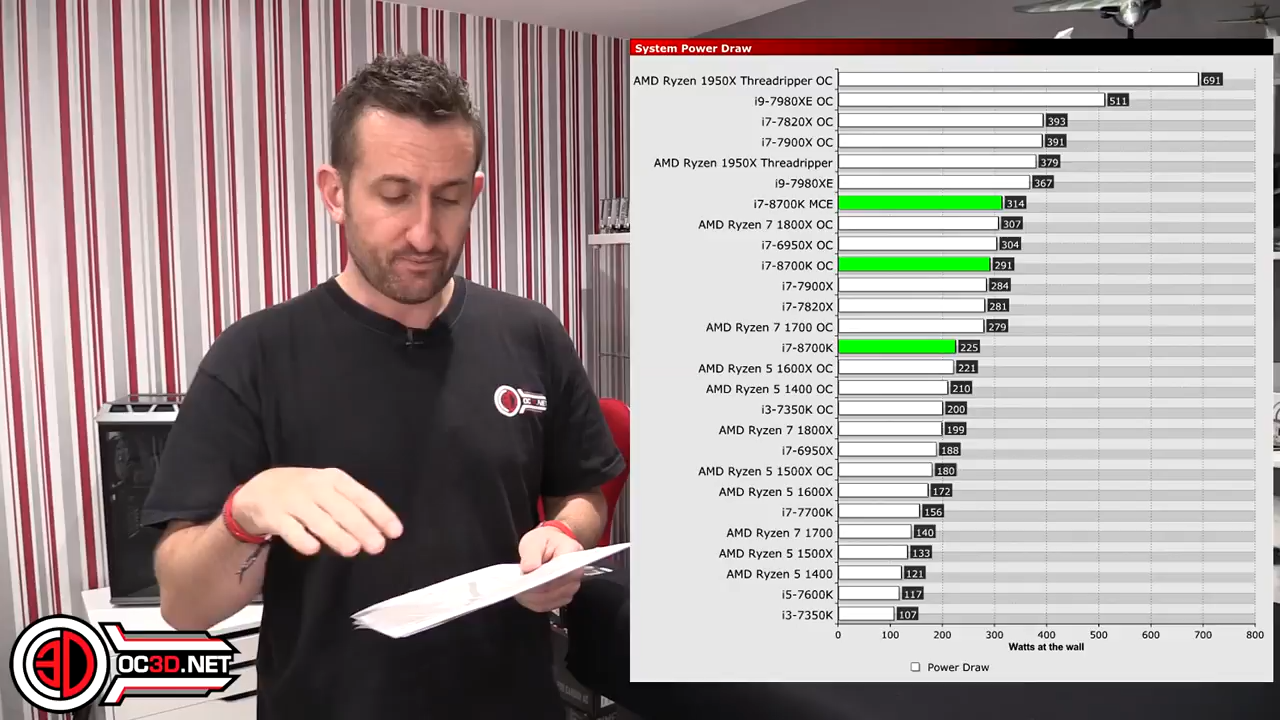 System Power Draw
AMD Ryzen 1950X Threadripper OC 691
i9-7980XE OC 511
i7-7820X OC 393
i7-7900X OC 391
AMD Ryzen 1950X Threadripper 379
i9-7980XE 367
i7-8700K MCE 314
AMD Ryzen 7 1800X OC 307
i7-6950X OC 304
i7-8700K OC 291
i7-7900X 284
i7-7820X 281
AMD Ryzen 7 1700 OC 279
i7-8700K 225
AMD Ryzen 5 1600X OC 221
AMD Ryzen 5 1400 OC 210
i3-7350K OC 200
AMD Ryzen 7 1800X 199
i7-6950X 188
AMD Ryzen 5 1500X OC 180
AMD Ryzen 5 1600X 172
i7-7700K 156
AMD Ryzen 7 1700 140
AMD Ryzen 5 1500X 133
AMD Ryzen 5 1400 121
i5-7600K 117
i3-7350K 107
0 100 200 300 400 500 600 700 800
Watts at the wall
Power Draw
OC3D.NET
3D OC3D.NET